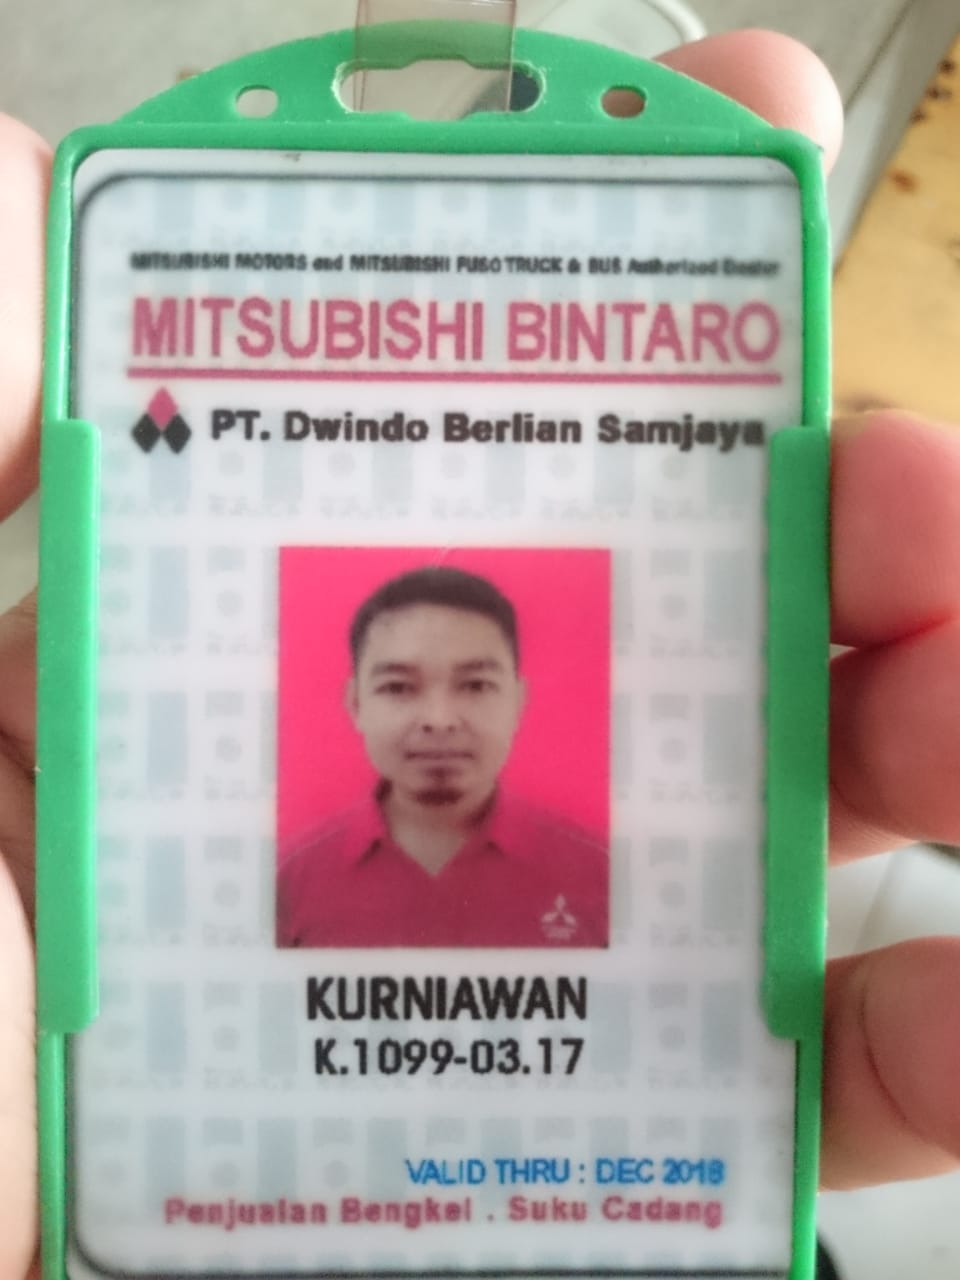 MITSUBISHI MOTORS and MITSUBISHI FUSO TRUCK & BUS Authorized Dealer
MITSUBISHI BINTARO
PT. Dwindo Berlian Samjaya
KURNIAWAN
K.1099-03.17
VALID THRU : DEC 2018
Penjualan Bengkel . Suku Cadang